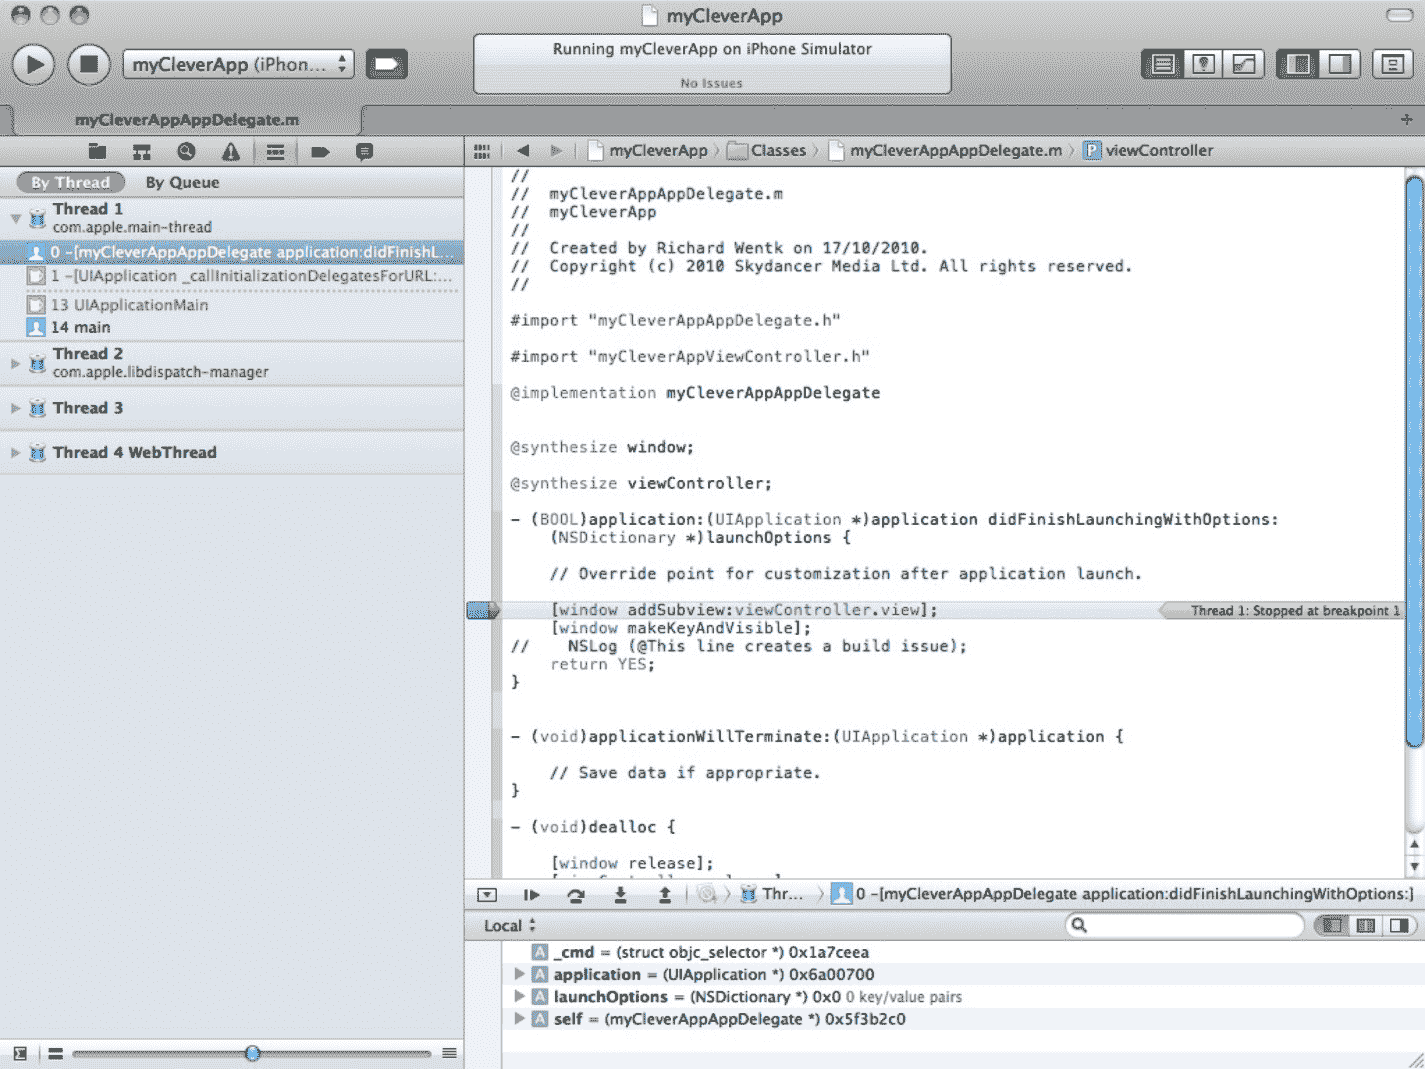 myCleverApp
myCleverApp (iPhon...
Running myCleverApp on iPhone Simulator
No Issues
myCleverAppAppDelegate.m
myCleverApp
Classes
myCleverAppAppDelegate.m
viewController
By Thread
By Queue
Thread 1
com.apple.main-thread
0 -[myCleverAppAppDelegate application:didFinishL...
1 -[UIApplication _callInitializationDelegatesForURL:...
13 UIApplicationMain
14 main
Thread 2
com.apple.libdispatch-manager
Thread 3
Thread 4 WebThread
//
//  myCleverAppAppDelegate.m
//  myCleverApp
//
//  Created by Richard Wentk on 17/10/2010.
//  Copyright (c) 2010 Skydancer Media Ltd. All rights reserved.
//
#import "myCleverAppAppDelegate.h"
#import "myCleverAppViewController.h"
@implementation myCleverAppAppDelegate
@synthesize window;
@synthesize viewController;
- (BOOL)application:(UIApplication *)application didFinishLaunchingWithOptions:
(NSDictionary *)launchOptions {
// Override point for customization after application launch.
[window addSubview:viewController.view];
Thread 1: Stopped at breakpoint 1
[window makeKeyAndVisible];
//    NSLog (@This line creates a build issue);
return YES;
}
- (void)applicationWillTerminate:(UIApplication *)application {
// Save data if appropriate.
}
- (void)dealloc {
[window release];
Thr...
0 -[myCleverAppAppDelegate application:didFinishLaunchingWithOptions:]
Local
A _cmd = (struct objc_selector *) 0x1a7ceea
A application = (UIApplication *) 0x6a00700
A launchOptions = (NSDictionary *) 0x0 0 key/value pairs
A self = (myCleverAppAppDelegate *) 0x5f3b2c0